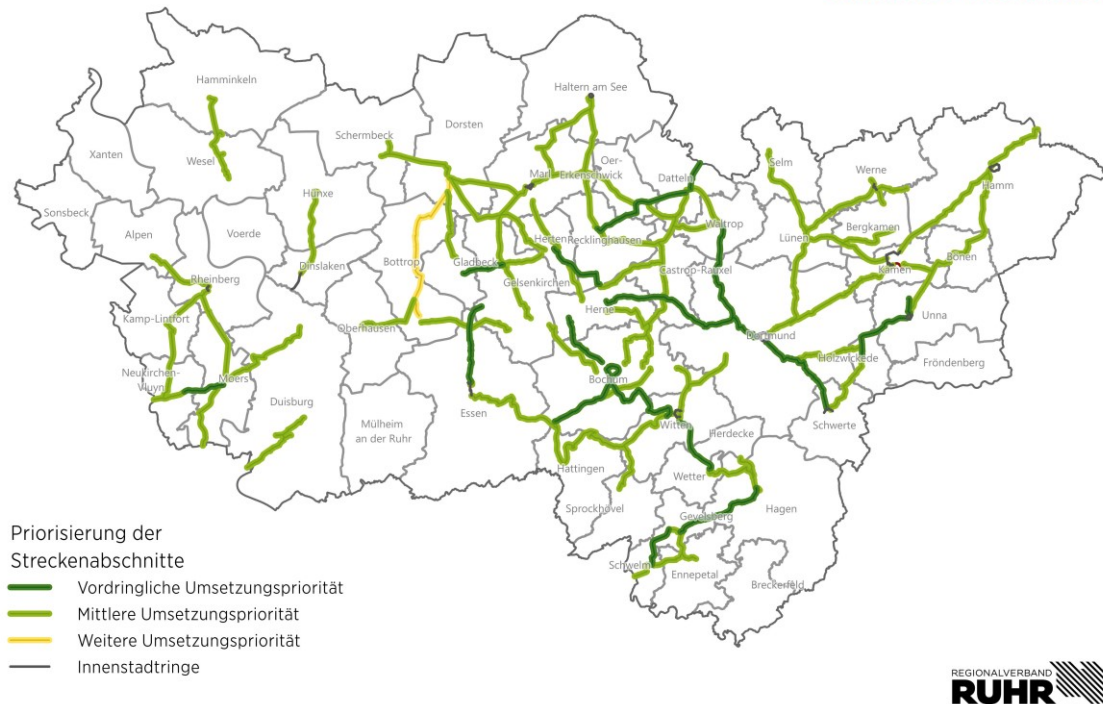 Hamminkeln
Haltern am See
Dorsten
Schermbeck
Xanten
Wesel
Selm
Werne
Oer-
Erkenschwick
Marl
Datteln
Hamm
Hünxe
Sonsbeck
Alpen
Voerde
Waltrop
Bergkamen
Lünen
Herten
Recklinghausen
Bottrop
Gladbeck
Dinslaken
Rheinberg
Castrop-Rauxel
Kamen
Bönen
Gelsenkirchen
Kamp-Lintfort
Herne
Unna
Oberhausen
Dortmund
Holzwickede
Fröndenberg
Neukirchen-
Vluyn
Moers
Bochum
Duisburg
Essen
Mülheim
an der Ruhr
Witten
Herdecke
Schwerte
Hattingen
Wetter
Sprockhövel
Hagen
Gevelsberg
Schwelm
Ennepetal
Breckerfeld
Priorisierung der
Streckenabschnitte
Vordringliche Umsetzungspriorität
Mittlere Umsetzungspriorität
Weitere Umsetzungspriorität
Innenstadtringe
REGIONALVERBAND
RUHR